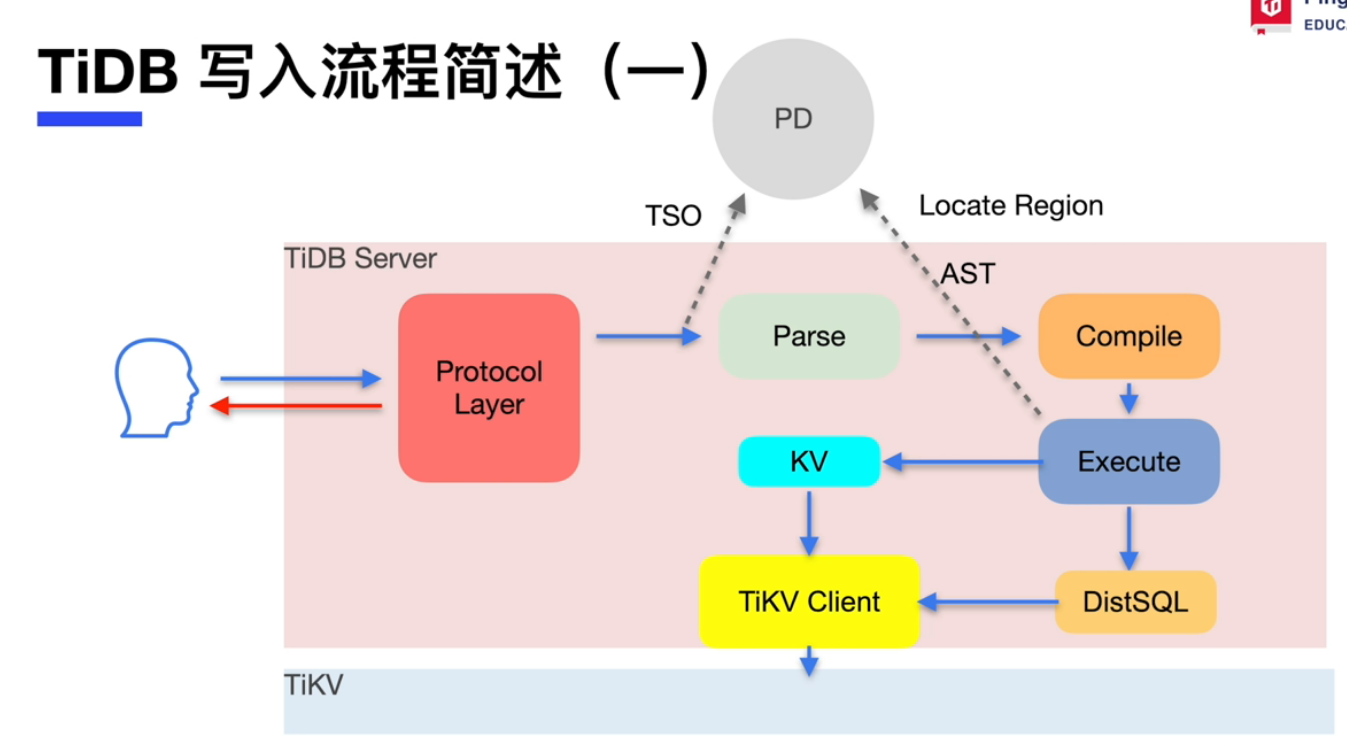 TiDB 写入流程简述（一）
EDUC
PD
TSO
Locate Region
TiDB Server
AST
Protocol
Layer
Parse
Compile
KV
Execute
TiKV Client
DistSQL
TiKV